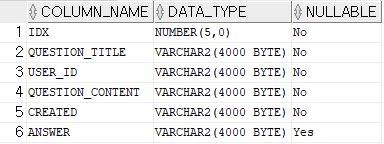 COLUMN_NAME DATA_TYPE NULLABLE
1 IDX NUMBER(5,0) No
2 QUESTION_TITLE VARCHAR2(4000 BYTE) No
3 USER_ID VARCHAR2(4000 BYTE) No
4 QUESTION_CONTENT VARCHAR2(4000 BYTE) No
5 CREATED VARCHAR2(4000 BYTE) No
6 ANSWER VARCHAR2(4000 BYTE) Yes